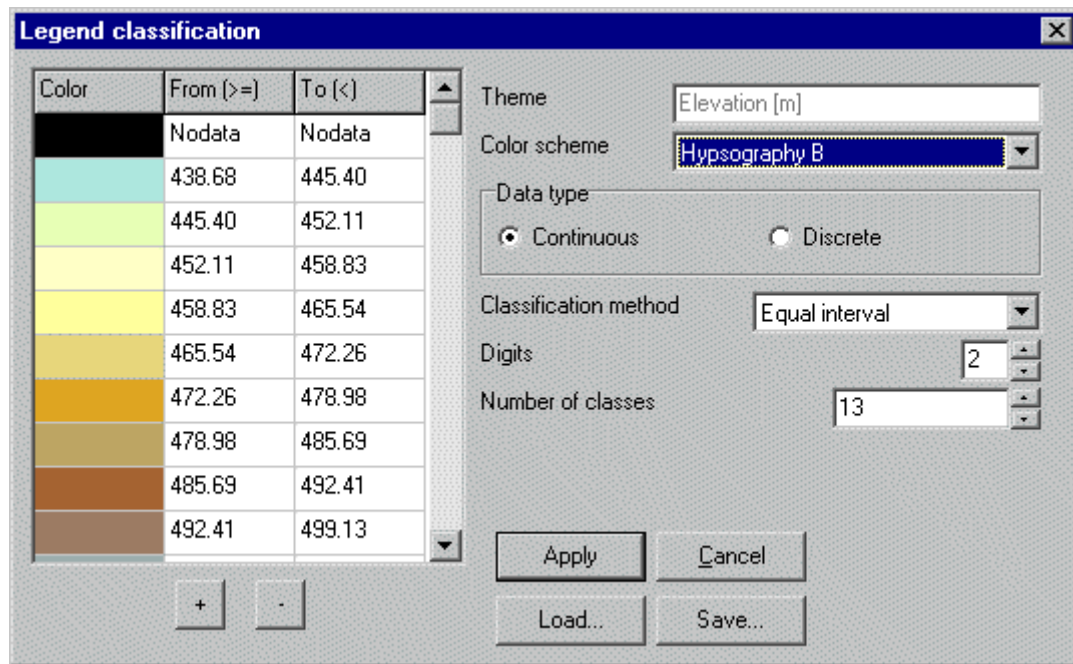 Legend classification
Color From (>=) To (<)
Nodata Nodata
438.68 445.40
445.40 452.11
452.11 458.83
458.83 465.54
465.54 472.26
472.26 478.98
478.98 485.69
485.69 492.41
492.41 499.13
+ -
Theme Elevation [m]
Color scheme Hypsography B
Data type
Continuous Discrete
Classification method Equal interval
Digits 2
Number of classes 13
Apply Cancel
Load... Save...